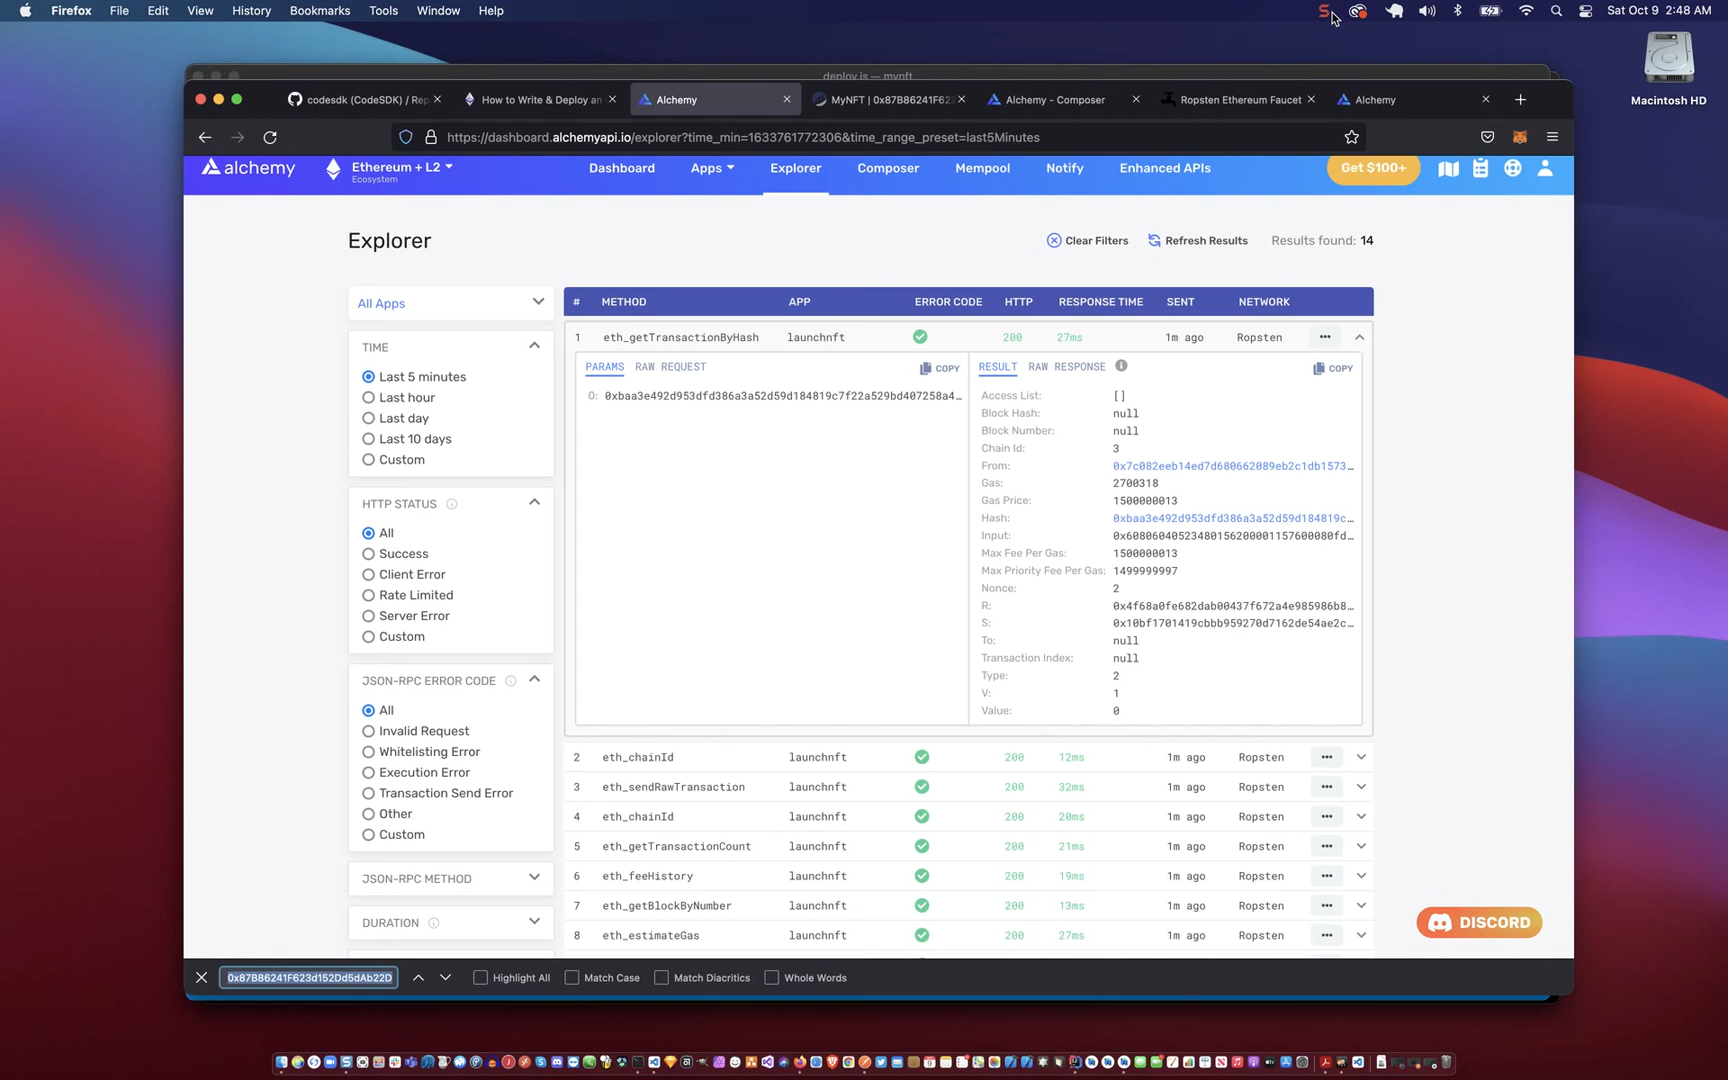 Firefox File Edit View History Bookmarks Tools Window Help Sat Oct 9 2:48 AM
Macintosh HD
deploy.js — mynft
codesdk (CodeSDK) / Rep How to Write & Deploy an Alchemy MyNFT | 0x87B86241F623 Alchemy - Composer Ropsten Ethereum Faucet Alchemy
https://dashboard.alchemyapi.io/explorer?time_min=1633761772306&time_range_preset=last5Minutes
alchemy Ethereum + L2 Dashboard Apps Explorer Composer Mempool Notify Enhanced APIs Get $100+
Ecosystem
Explorer Clear Filters Refresh Results Results found: 14
All Apps
TIME
Last 5 minutes
Last hour
Last day
Last 10 days
Custom
HTTP STATUS
All
Success
Client Error
Rate Limited
Server Error
Custom
JSON-RPC ERROR CODE
All
Invalid Request
Whitelisting Error
Execution Error
Transaction Send Error
Other
Custom
JSON-RPC METHOD
DURATION
# METHOD APP ERROR CODE HTTP RESPONSE TIME SENT NETWORK
1 eth_getTransactionByHash launchnft 200 27ms 1m ago Ropsten
PARAMS RAW REQUEST COPY
0: 0xbaa3e492d953dfd386a3a52d59d184819c7f22a529bd407258a4…
RESULT RAW RESPONSE COPY
Access List: []
Block Hash: null
Block Number: null
Chain Id: 3
From: 0x7c082eeb14ed7d680662089eb2c1db1573…
Gas: 2700318
Gas Price: 1500000013
Hash: 0xbaa3e492d953dfd386a3a52d59d184819c…
Input: 0x60806040523480156200001157600080fd…
Max Fee Per Gas: 1500000013
Max Priority Fee Per Gas: 1499999997
Nonce: 2
R: 0x4f68a0fe682dab00437f672a4e985986b8…
S: 0x10bf1701419cbbb959270d7162de54ae2c…
To: null
Transaction Index: null
Type: 2
V: 1
Value: 0
2 eth_chainId launchnft 200 12ms 1m ago Ropsten
3 eth_sendRawTransaction launchnft 200 32ms 1m ago Ropsten
4 eth_chainId launchnft 200 20ms 1m ago Ropsten
5 eth_getTransactionCount launchnft 200 21ms 1m ago Ropsten
6 eth_feeHistory launchnft 200 19ms 1m ago Ropsten
7 eth_getBlockByNumber launchnft 200 13ms 1m ago Ropsten
8 eth_estimateGas launchnft 200 27ms 1m ago Ropsten
DISCORD
0x87B86241F623d152Dd5dAb22D Highlight All Match Case Match Diacritics Whole Words